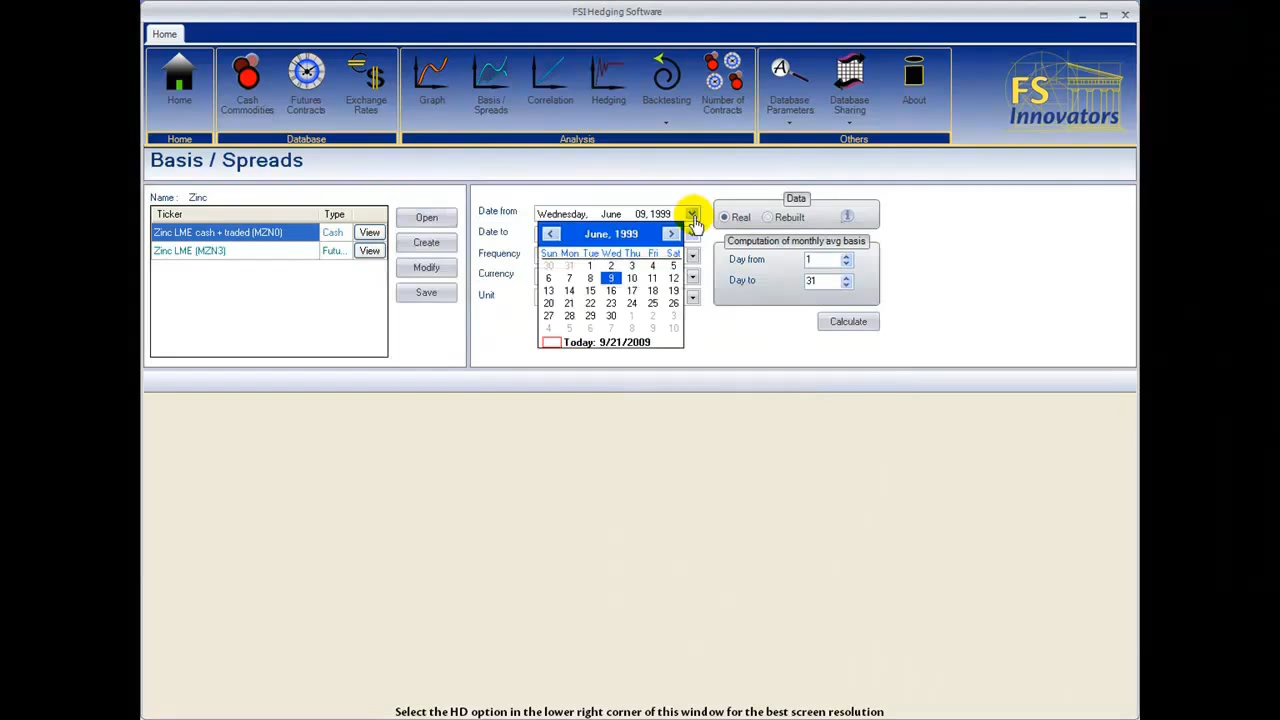 FSI Hedging Software
Home
Home
Cash Commodities
Futures Contracts
Exchange Rates
Graph
Basis / Spreads
Correlation
Hedging
Backtesting
Number of Contracts
Database Parameters
Database Sharing
About
FS Innovators
Home
Database
Analysis
Others
Basis / Spreads
Name : Zinc
Ticker Type
Zinc LME cash + traded (MZN0) Cash View
Zinc LME (MZN3) Futu... View
Open
Create
Modify
Save
Date from Wednesday, June 09, 1999
Date to
Frequency
Currency
Unit
June, 1999
Sun Mon Tue Wed Thu Fri Sat
30 31 1 2 3 4 5
6 7 8 9 10 11 12
13 14 15 16 17 18 19
20 21 22 23 24 25 26
27 28 29 30 1 2 3
4 5 6 7 8 9 10
Today: 9/21/2009
Data
Real Rebuilt
Computation of monthly avg basis
Day from 1
Day to 31
Calculate
Select the HD option in the lower right corner of this window for the best screen resolution